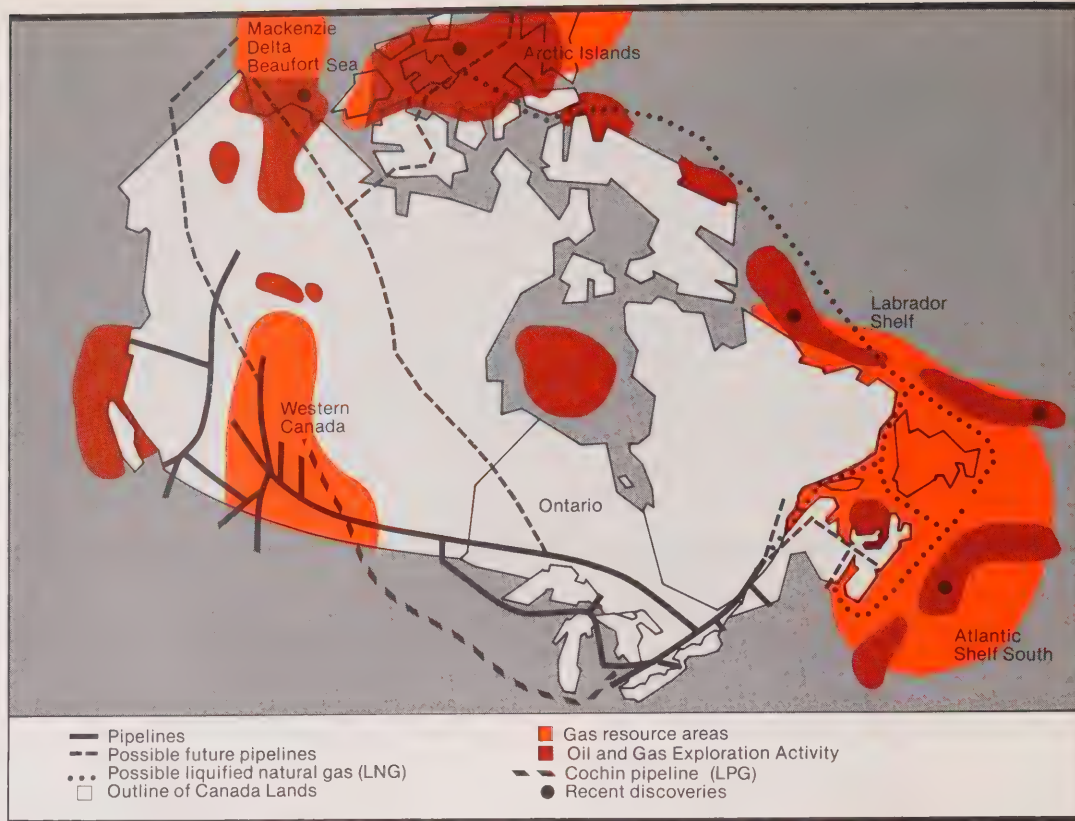 Mackenzie
Delta
Beaufort Sea
Arctic Islands
Labrador
Shelf
Western
Canada
Ontario
Atlantic
Shelf South
Pipelines
Possible future pipelines
Possible liquified natural gas (LNG)
Outline of Canada Lands
Gas resource areas
Oil and Gas Exploration Activity
Cochin pipeline (LPG)
Recent discoveries